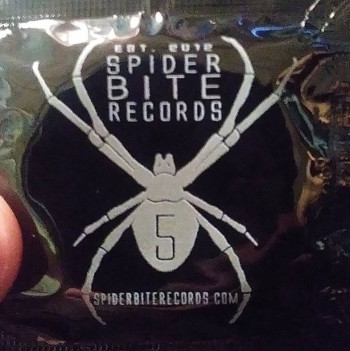 EST. 2012
SPIDER
BITE
RECORDS
5
SPIDERBITERECORDS.COM